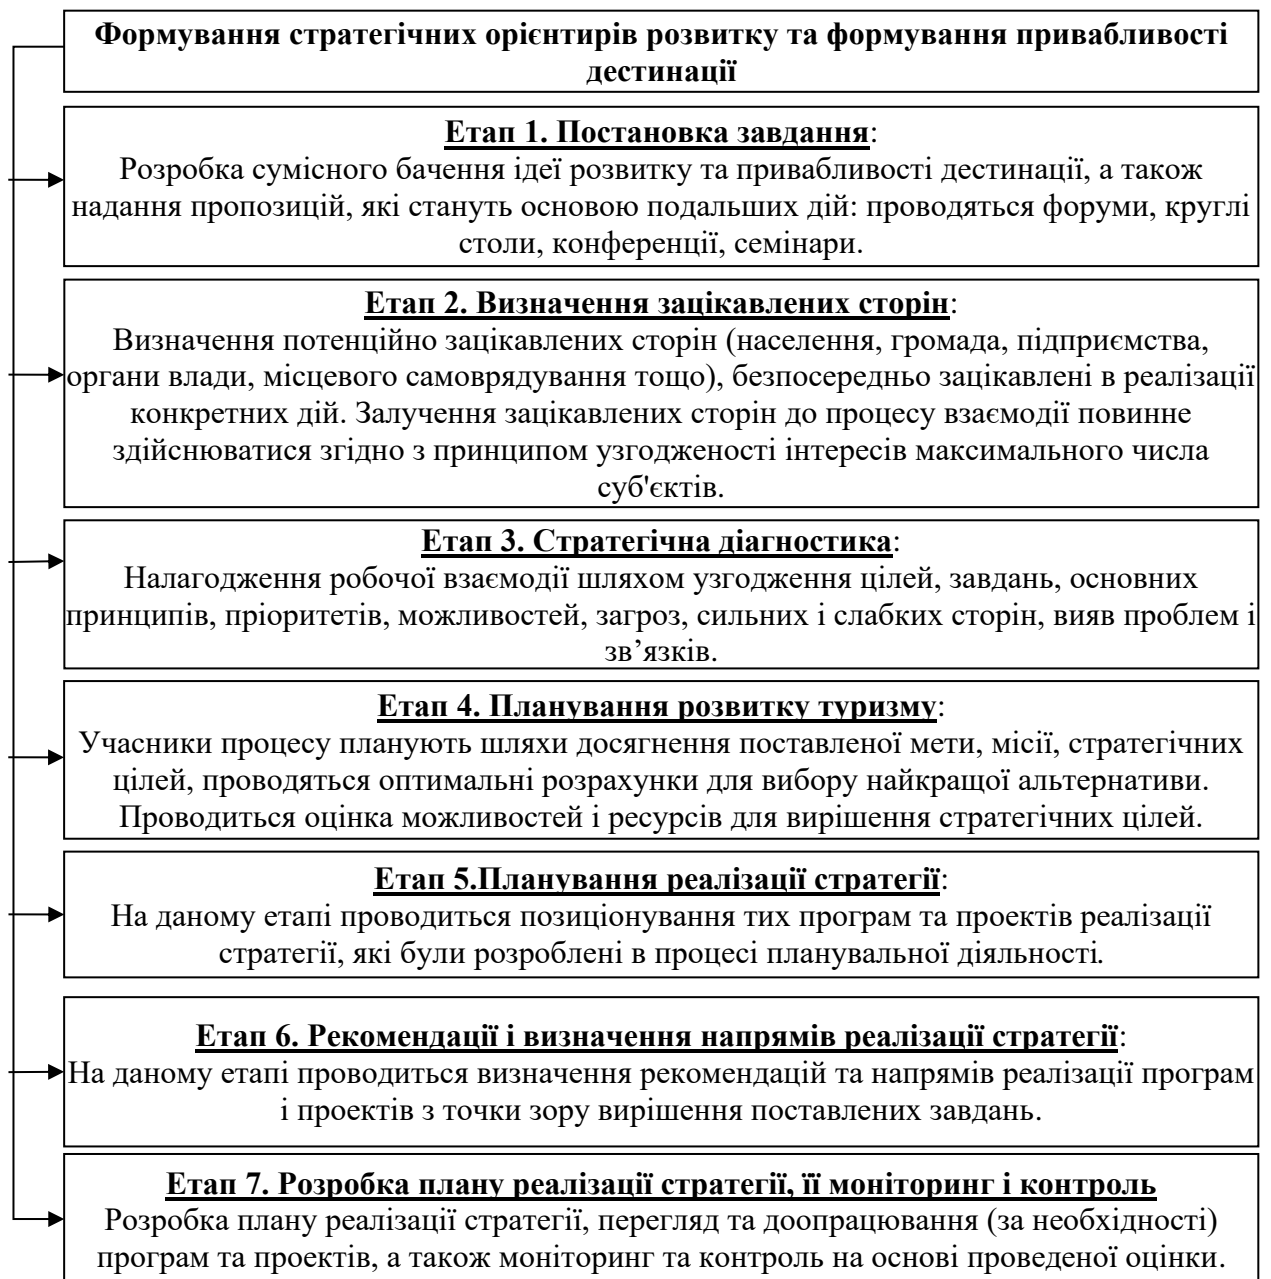 Формування стратегічних орієнтирів розвитку та формування привабливості
дестинації
Етап 1. Постановка завдання:
Розробка сумісного бачення ідеї розвитку та привабливості дестинації, а також
надання пропозицій, які стануть основою подальших дій: проводяться форуми, круглі
столи, конференції, семінари.
Етап 2. Визначення зацікавлених сторін:
Визначення потенційно зацікавлених сторін (населення, громада, підприємства,
органи влади, місцевого самоврядування тощо), безпосередньо зацікавлені в реалізації
конкретних дій. Залучення зацікавлених сторін до процесу взаємодії повинне
здійснюватися згідно з принципом узгодженості інтересів максимального числа
суб'єктів.
Етап 3. Стратегічна діагностика:
Налагодження робочої взаємодії шляхом узгодження цілей, завдань, основних
принципів, пріоритетів, можливостей, загроз, сильних і слабких сторін, вияв проблем і
зв’язків.
Етап 4. Планування розвитку туризму:
Учасники процесу планують шляхи досягнення поставленої мети, місії, стратегічних
цілей, проводяться оптимальні розрахунки для вибору найкращої альтернативи.
Проводиться оцінка можливостей і ресурсів для вирішення стратегічних цілей.
Етап 5.Планування реалізації стратегії:
На даному етапі проводиться позиціонування тих програм та проектів реалізації
стратегії, які були розроблені в процесі планувальної діяльності.
Етап 6. Рекомендації і визначення напрямів реалізації стратегії:
На даному етапі проводиться визначення рекомендацій та напрямів реалізації програм
і проектів з точки зору вирішення поставлених завдань.
Етап 7. Розробка плану реалізації стратегії, її моніторинг і контроль
Розробка плану реалізації стратегії, перегляд та доопрацювання (за необхідності)
програм та проектів, а також моніторинг та контроль на основі проведеної оцінки.